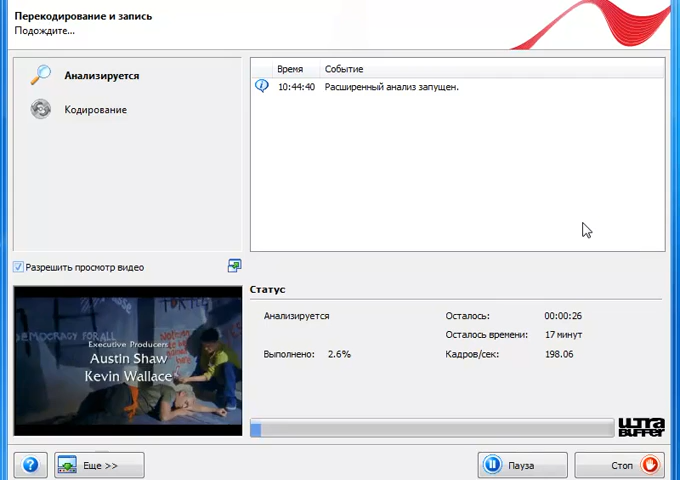 Перекодирование и запись
Подождите...
Анализируется
Кодирование
Время Событие
10:44:40 Расширенный анализ запущен.
Разрешить просмотр видео
DEMOCRACY FOR ALL
Executive Producers
Austin Shaw
Kevin Wallace
Статус
Анализируется
Осталось: 00:00:26
Осталось времени: 17 минут
Выполнено: 2.6%
Кадров/сек: 198.06
ULTRA
BUFFER
Еще >>
Пауза
Стоп